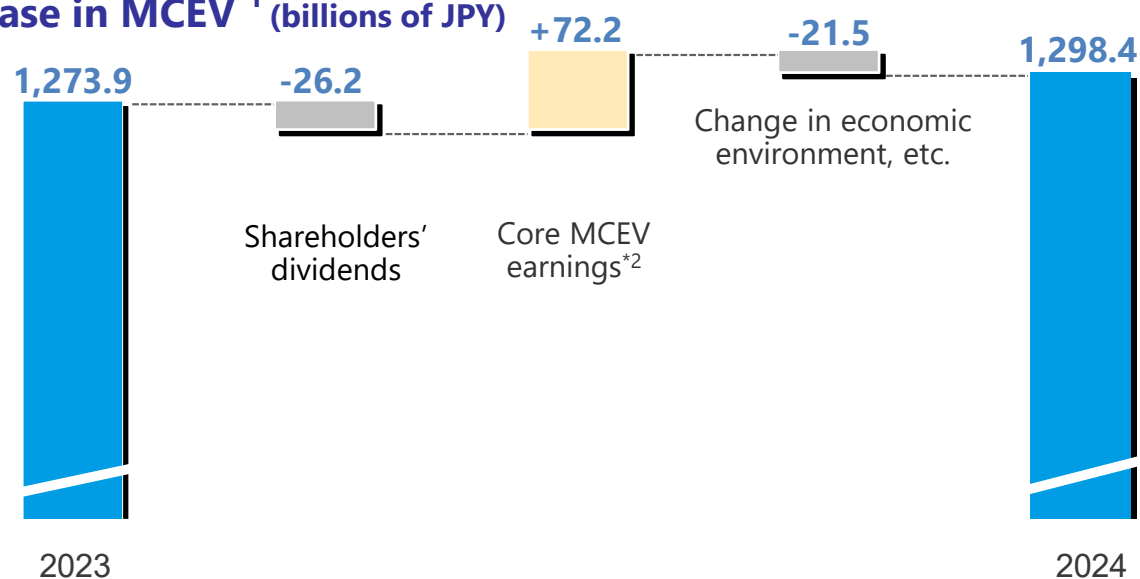 ase in MCEV (billions of JPY)
+72.2
-21.5
1,298.4
1,273.9
-26.2
Change in economic
environment, etc.
Shareholders’
dividends
Core MCEV
earnings*2
2023
2024